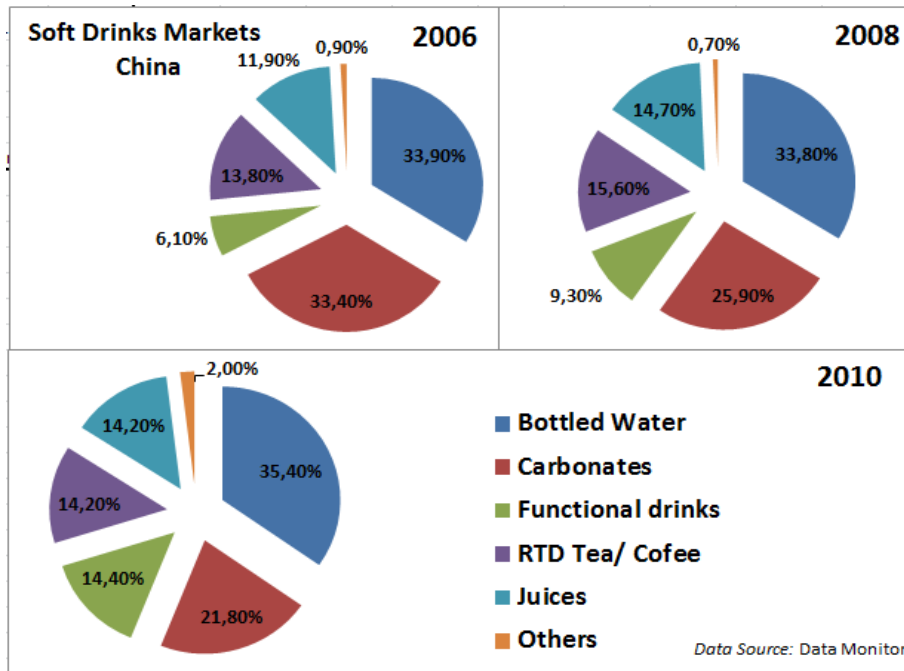 Soft Drinks Markets
China
2006
0,90%
11,90%
33,90%
13,80%
6,10%
33,40%
2008
0,70%
14,70%
33,80%
15,60%
9,30%
25,90%
2010
2,00%
14,20%
35,40%
14,20%
14,40%
21,80%
Bottled Water
Carbonates
Functional drinks
RTD Tea/ Cofee
Juices
Others
Data Source: Data Monitor